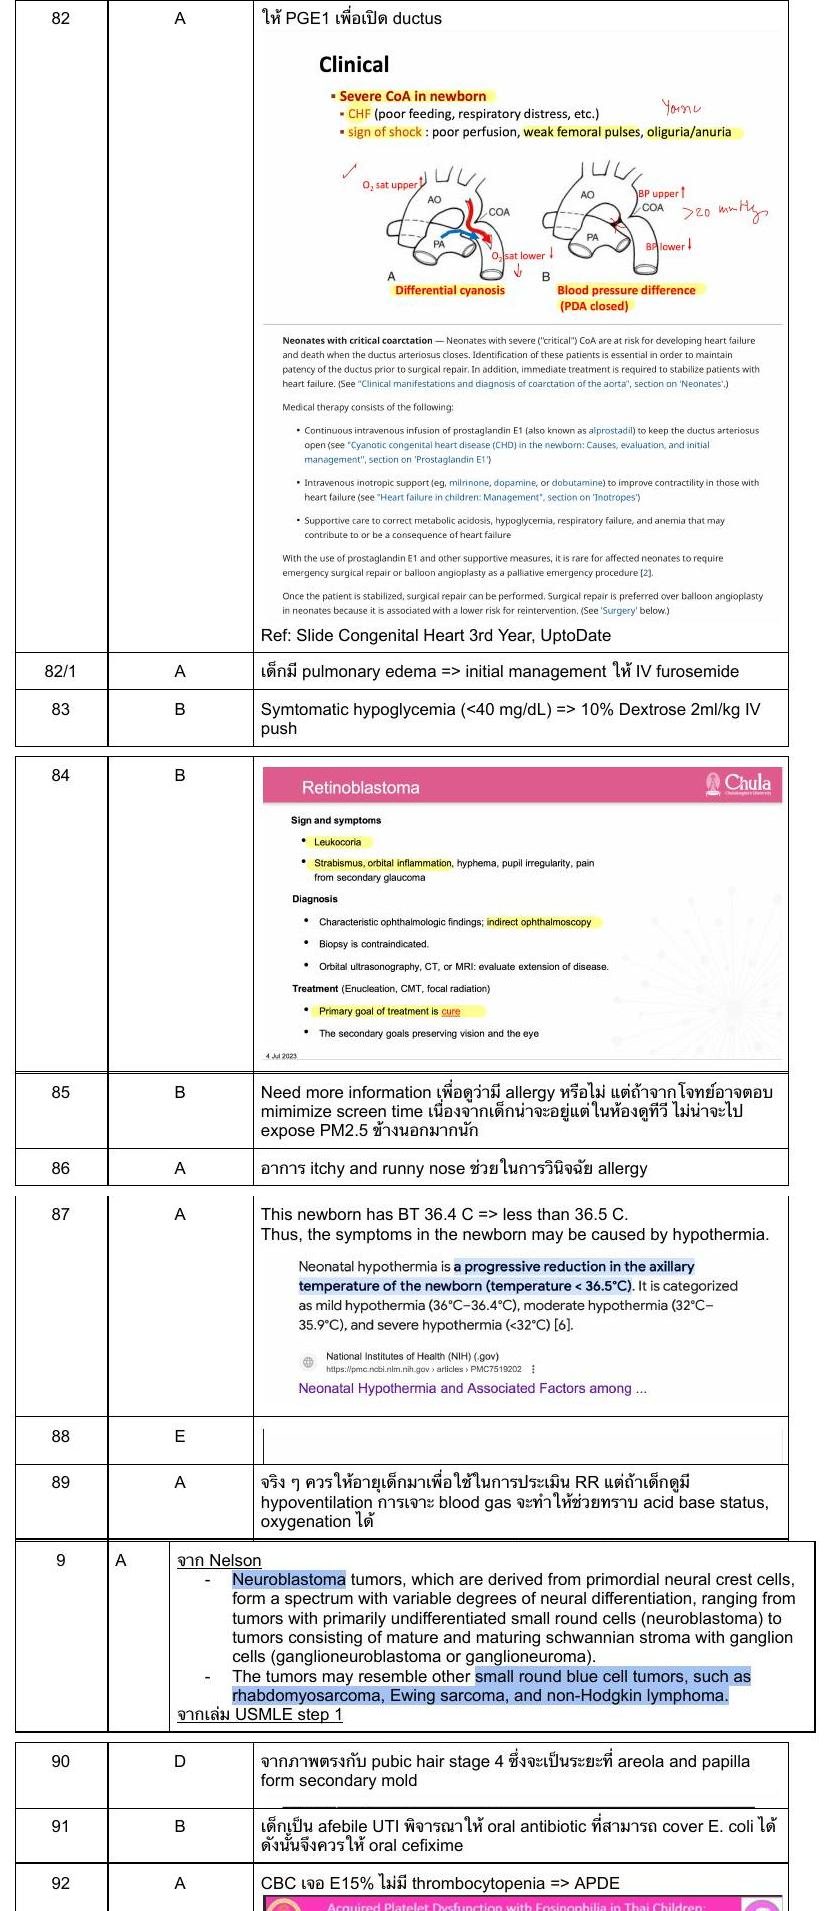 82 A ให้ PGE1 เพื่อเปิด ductus
Clinical
▪ Severe CoA in newborn
▪ CHF (poor feeding, respiratory distress, etc.)
▪ sign of shock : poor perfusion, weak femoral pulses, oliguria/anuria
O₂ sat upper↑
AO
COA
PA
O₂ sat lower ↓
A
Differential cyanosis
AO
BP upper↑
COA
>20 mmHg
PA
BP lower ↓
B
Blood pressure difference
(PDA closed)
Neonates with critical coarctation — Neonates with severe ("critical") CoA are at risk for developing heart failure
and death when the ductus arteriosus closes. Identification of these patients is essential in order to maintain
patency of the ductus prior to surgical repair. In addition, immediate treatment is required to stabilize patients with
heart failure. (See "Clinical manifestations and diagnosis of coarctation of the aorta", section on 'Neonates'.)
Medical therapy consists of the following:
• Continuous intravenous infusion of prostaglandin E1 (also known as alprostadil) to keep the ductus arteriosus
open (see "Cyanotic congenital heart disease (CHD) in the newborn: Causes, evaluation, and initial
management", section on 'Prostaglandin E1')
• Intravenous inotropic support (eg, milrinone, dopamine, or dobutamine) to improve contractility in those with
heart failure (see "Heart failure in children: Management", section on 'Inotropes')
• Supportive care to correct metabolic acidosis, hypoglycemia, respiratory failure, and anemia that may
contribute to or be a consequence of heart failure
With the use of prostaglandin E1 and other supportive measures, it is rare for affected neonates to require
emergency surgical repair or balloon angioplasty as a palliative emergency procedure [2].
Once the patient is stabilized, surgical repair can be performed. Surgical repair is preferred over balloon angioplasty
in neonates because it is associated with a lower risk for reintervention. (See 'Surgery' below.)
Ref: Slide Congenital Heart 3rd Year, UptoDate
82/1 A เด็กมี pulmonary edema => initial management ให้ IV furosemide
83 B Symtomatic hypoglycemia (<40 mg/dL) => 10% Dextrose 2ml/kg IV
push
84 B
Retinoblastoma
Chula
Sign and symptoms
• Leukocoria
• Strabismus, orbital inflammation, hyphema, pupil irregularity, pain
from secondary glaucoma
Diagnosis
• Characteristic ophthalmologic findings; indirect ophthalmoscopy
• Biopsy is contraindicated.
• Orbital ultrasonography, CT, or MRI: evaluate extension of disease.
Treatment (Enucleation, CMT, focal radiation)
• Primary goal of treatment is cure
• The secondary goals preserving vision and the eye
4 Jul 2023
85 B Need more information เพื่อดูว่ามี allergy หรือไม่ แต่ถ้าจากโจทย์อาจตอบ
mimimize screen time เนื่องจากเด็กน่าจะอยู่แต่ในห้องดูทีวี ไม่น่าจะไป
expose PM2.5 ข้างนอกมากนัก
86 A อาการ itchy and runny nose ช่วยในการวินิจฉัย allergy
87 A This newborn has BT 36.4 C => less than 36.5 C.
Thus, the symptoms in the newborn may be caused by hypothermia.
Neonatal hypothermia is a progressive reduction in the axillary
temperature of the newborn (temperature < 36.5°C). It is categorized
as mild hypothermia (36°C–36.4°C), moderate hypothermia (32°C–
35.9°C), and severe hypothermia (<32°C) [6].
National Institutes of Health (NIH) (.gov)
https://pmc.ncbi.nlm.nih.gov › articles › PMC7519202
Neonatal Hypothermia and Associated Factors among ...
88 E
89 A จริง ๆ ควรให้อายุเด็กมาเพื่อใช้ในการประเมิน RR แต่ถ้าเด็กดูมี
hypoventilation การเจาะ blood gas จะทำให้ช่วยทราบ acid base status,
oxygenation ได้
9 A จาก Nelson
- Neuroblastoma tumors, which are derived from primordial neural crest cells,
form a spectrum with variable degrees of neural differentiation, ranging from
tumors with primarily undifferentiated small round cells (neuroblastoma) to
tumors consisting of mature and maturing schwannian stroma with ganglion
cells (ganglioneuroblastoma or ganglioneuroma).
- The tumors may resemble other small round blue cell tumors, such as
rhabdomyosarcoma, Ewing sarcoma, and non-Hodgkin lymphoma.
จากเล่ม USMLE step 1
90 D จากภาพตรงกับ pubic hair stage 4 ซึ่งจะเป็นระยะที่ areola and papilla
form secondary mold
91 B เด็กเป็น afebile UTI พิจารณาให้ oral antibiotic ที่สามารถ cover E. coli ได้
ดังนั้นจึงควรให้ oral cefixime
92 A CBC เจอ E15% ไม่มี thrombocytopenia => APDE
Acquired Platelet Dysfunction with Eosinophilia in Thai Children: